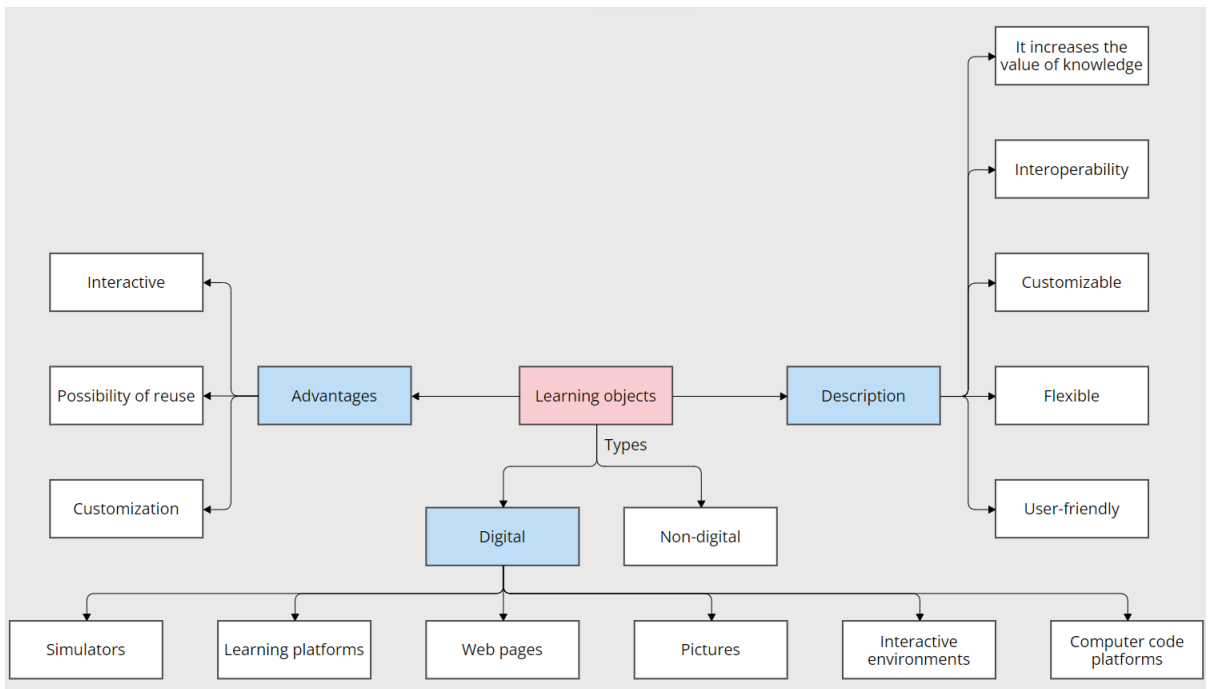 It increases the
value of knowledge
Interoperability
Interactive
Customizable
Possibility of reuse
Advantages
Learning objects
Description
Flexible
Types
Customization
User-friendly
Digital
Non-digital
Simulators
Learning platforms
Web pages
Pictures
Interactive
environments
Computer code
platforms